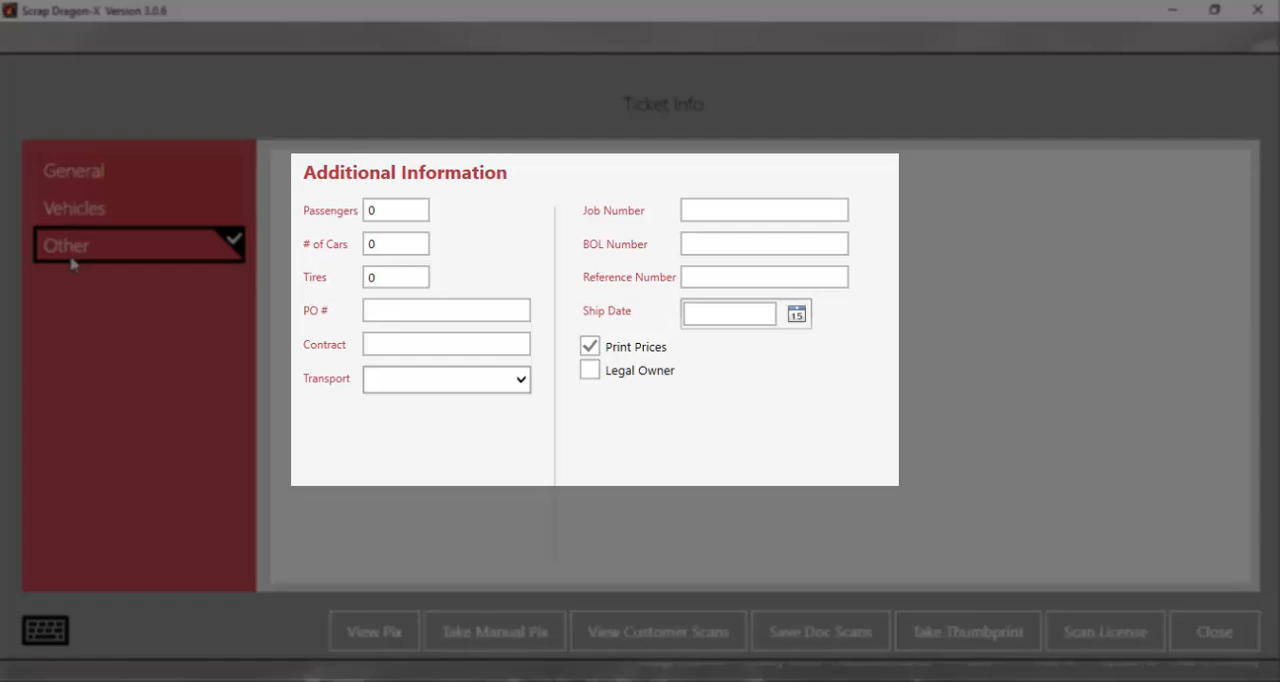 Scrap Dragon-X Version 3.0.6
Ticket Info
General
Vehicles
Other
Additional Information
Passengers 0
# of Cars 0
Tires 0
PO #
Contract
Transport
Job Number
BOL Number
Reference Number
Ship Date 15
Print Prices
Legal Owner
View Pix Take Manual Pix View Customer Scans Save Doc Scans Take Thumbprint Scan License Close